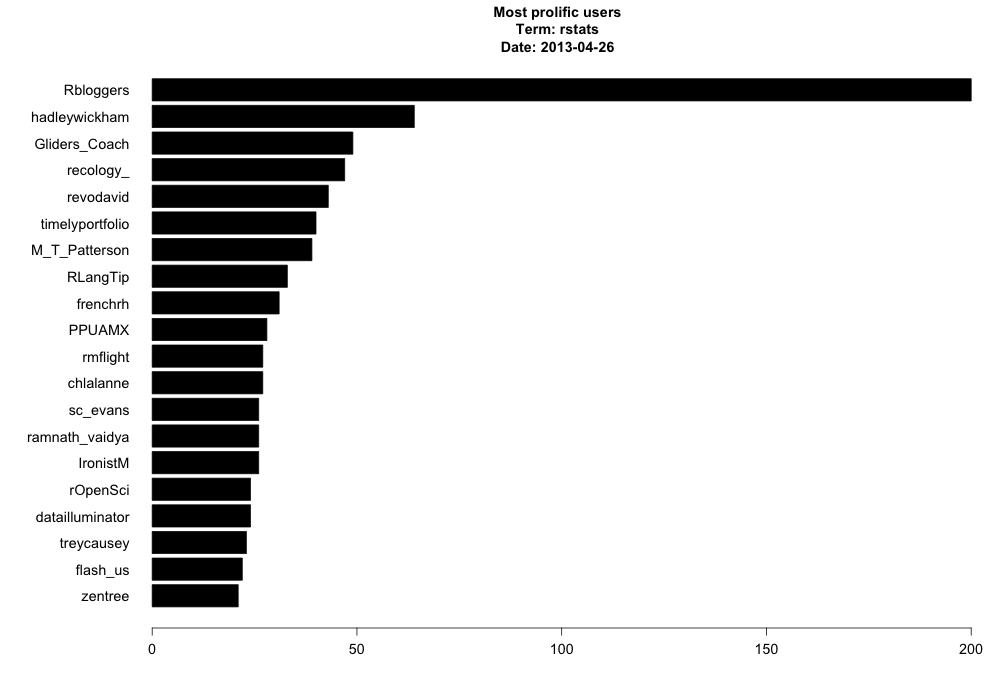 Most prolific users
Term: rstats
Date: 2013-04-26
Rbloggers
hadleywickham
Gliders_Coach
recology_
revodavid
timelyportfolio
M_T_Patterson
RLangTip
frenchrh
PPUAMX
rmflight
chlalanne
sc_evans
ramnath_vaidya
IronistM
rOpenSci
datailluminator
treycausey
flash_us
zentree
0 50 100 150 200